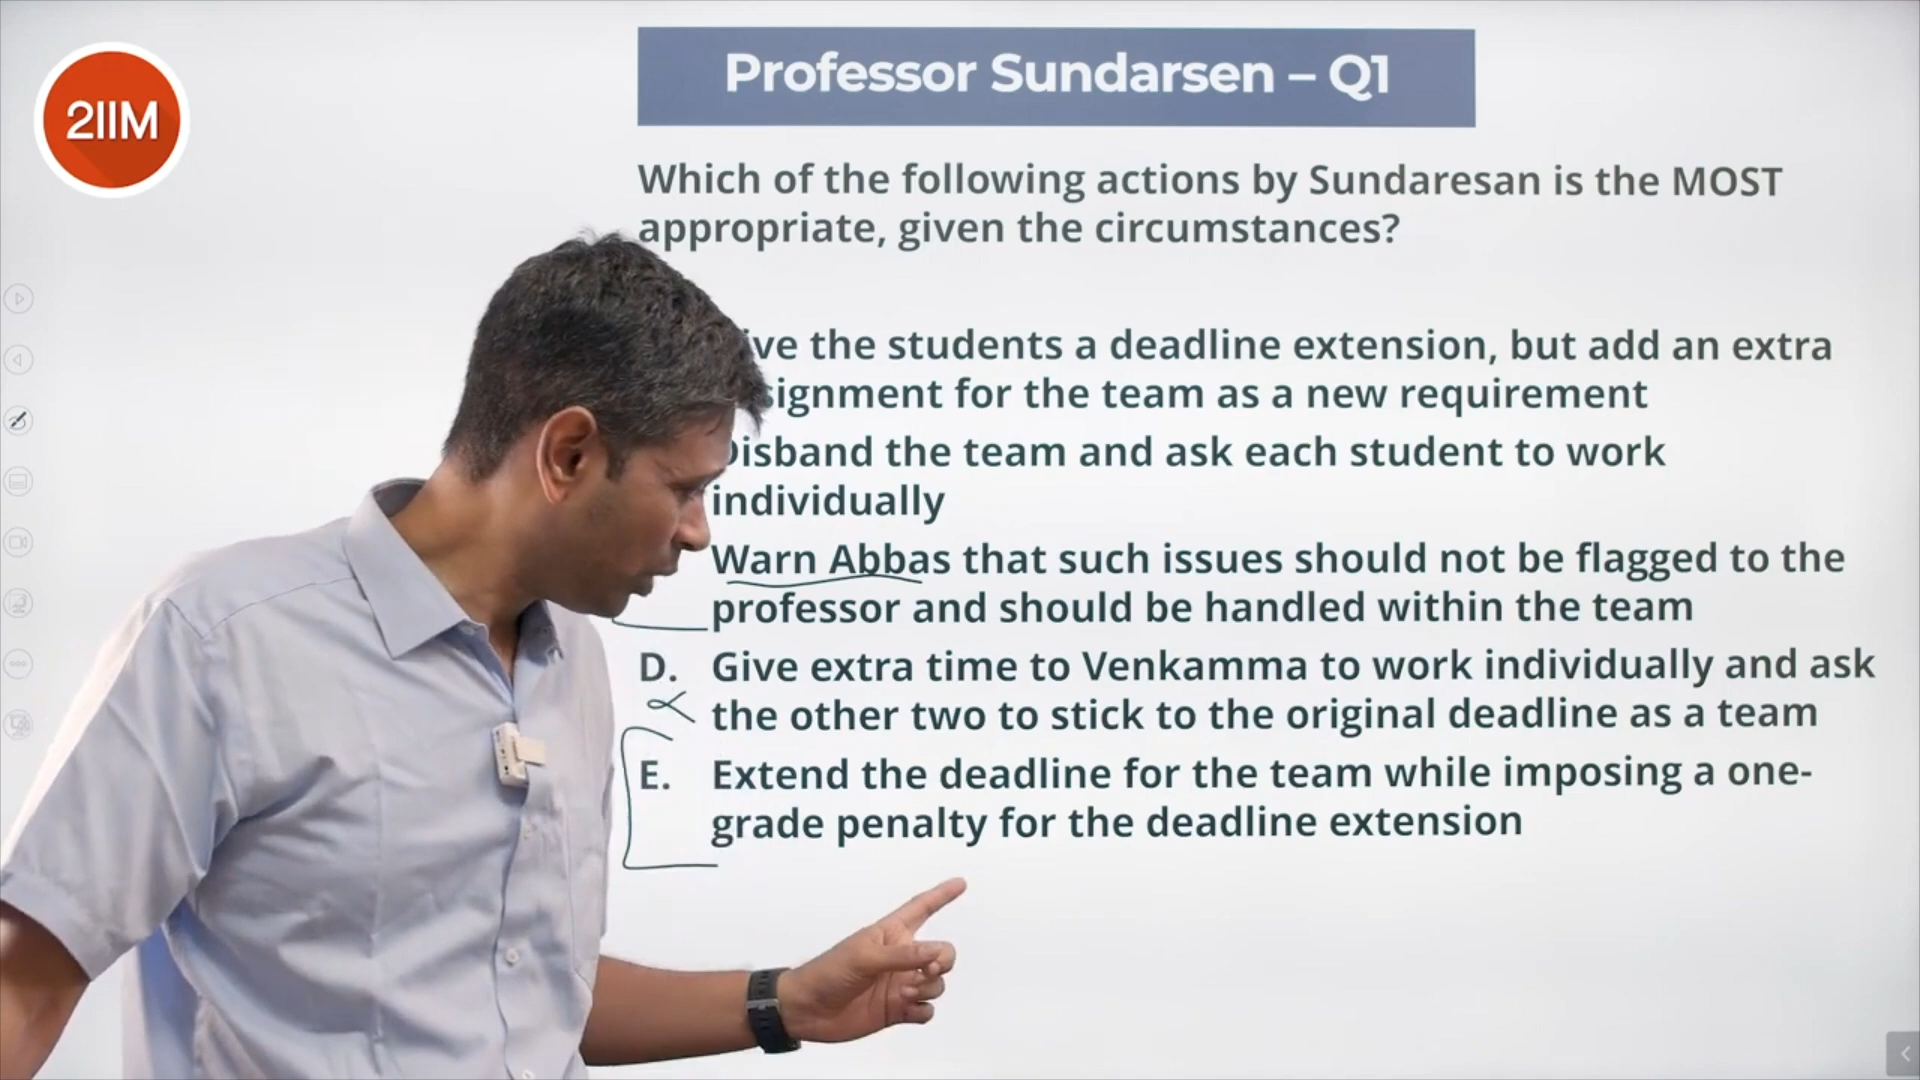 2IIM
Professor Sundarsen – Q1
Which of the following actions by Sundaresan is the MOST
appropriate, given the circumstances?
the students a deadline extension, but add an extra
for the team as a new requirement
the team and ask each student to work
individually
Warn Abbas that such issues should not be flagged to the
professor and should be handled within the team
D. Give extra time to Venkamma to work individually and ask
the other two to stick to the original deadline as a team
E. Extend the deadline for the team while imposing a one-
grade penalty for the deadline extension